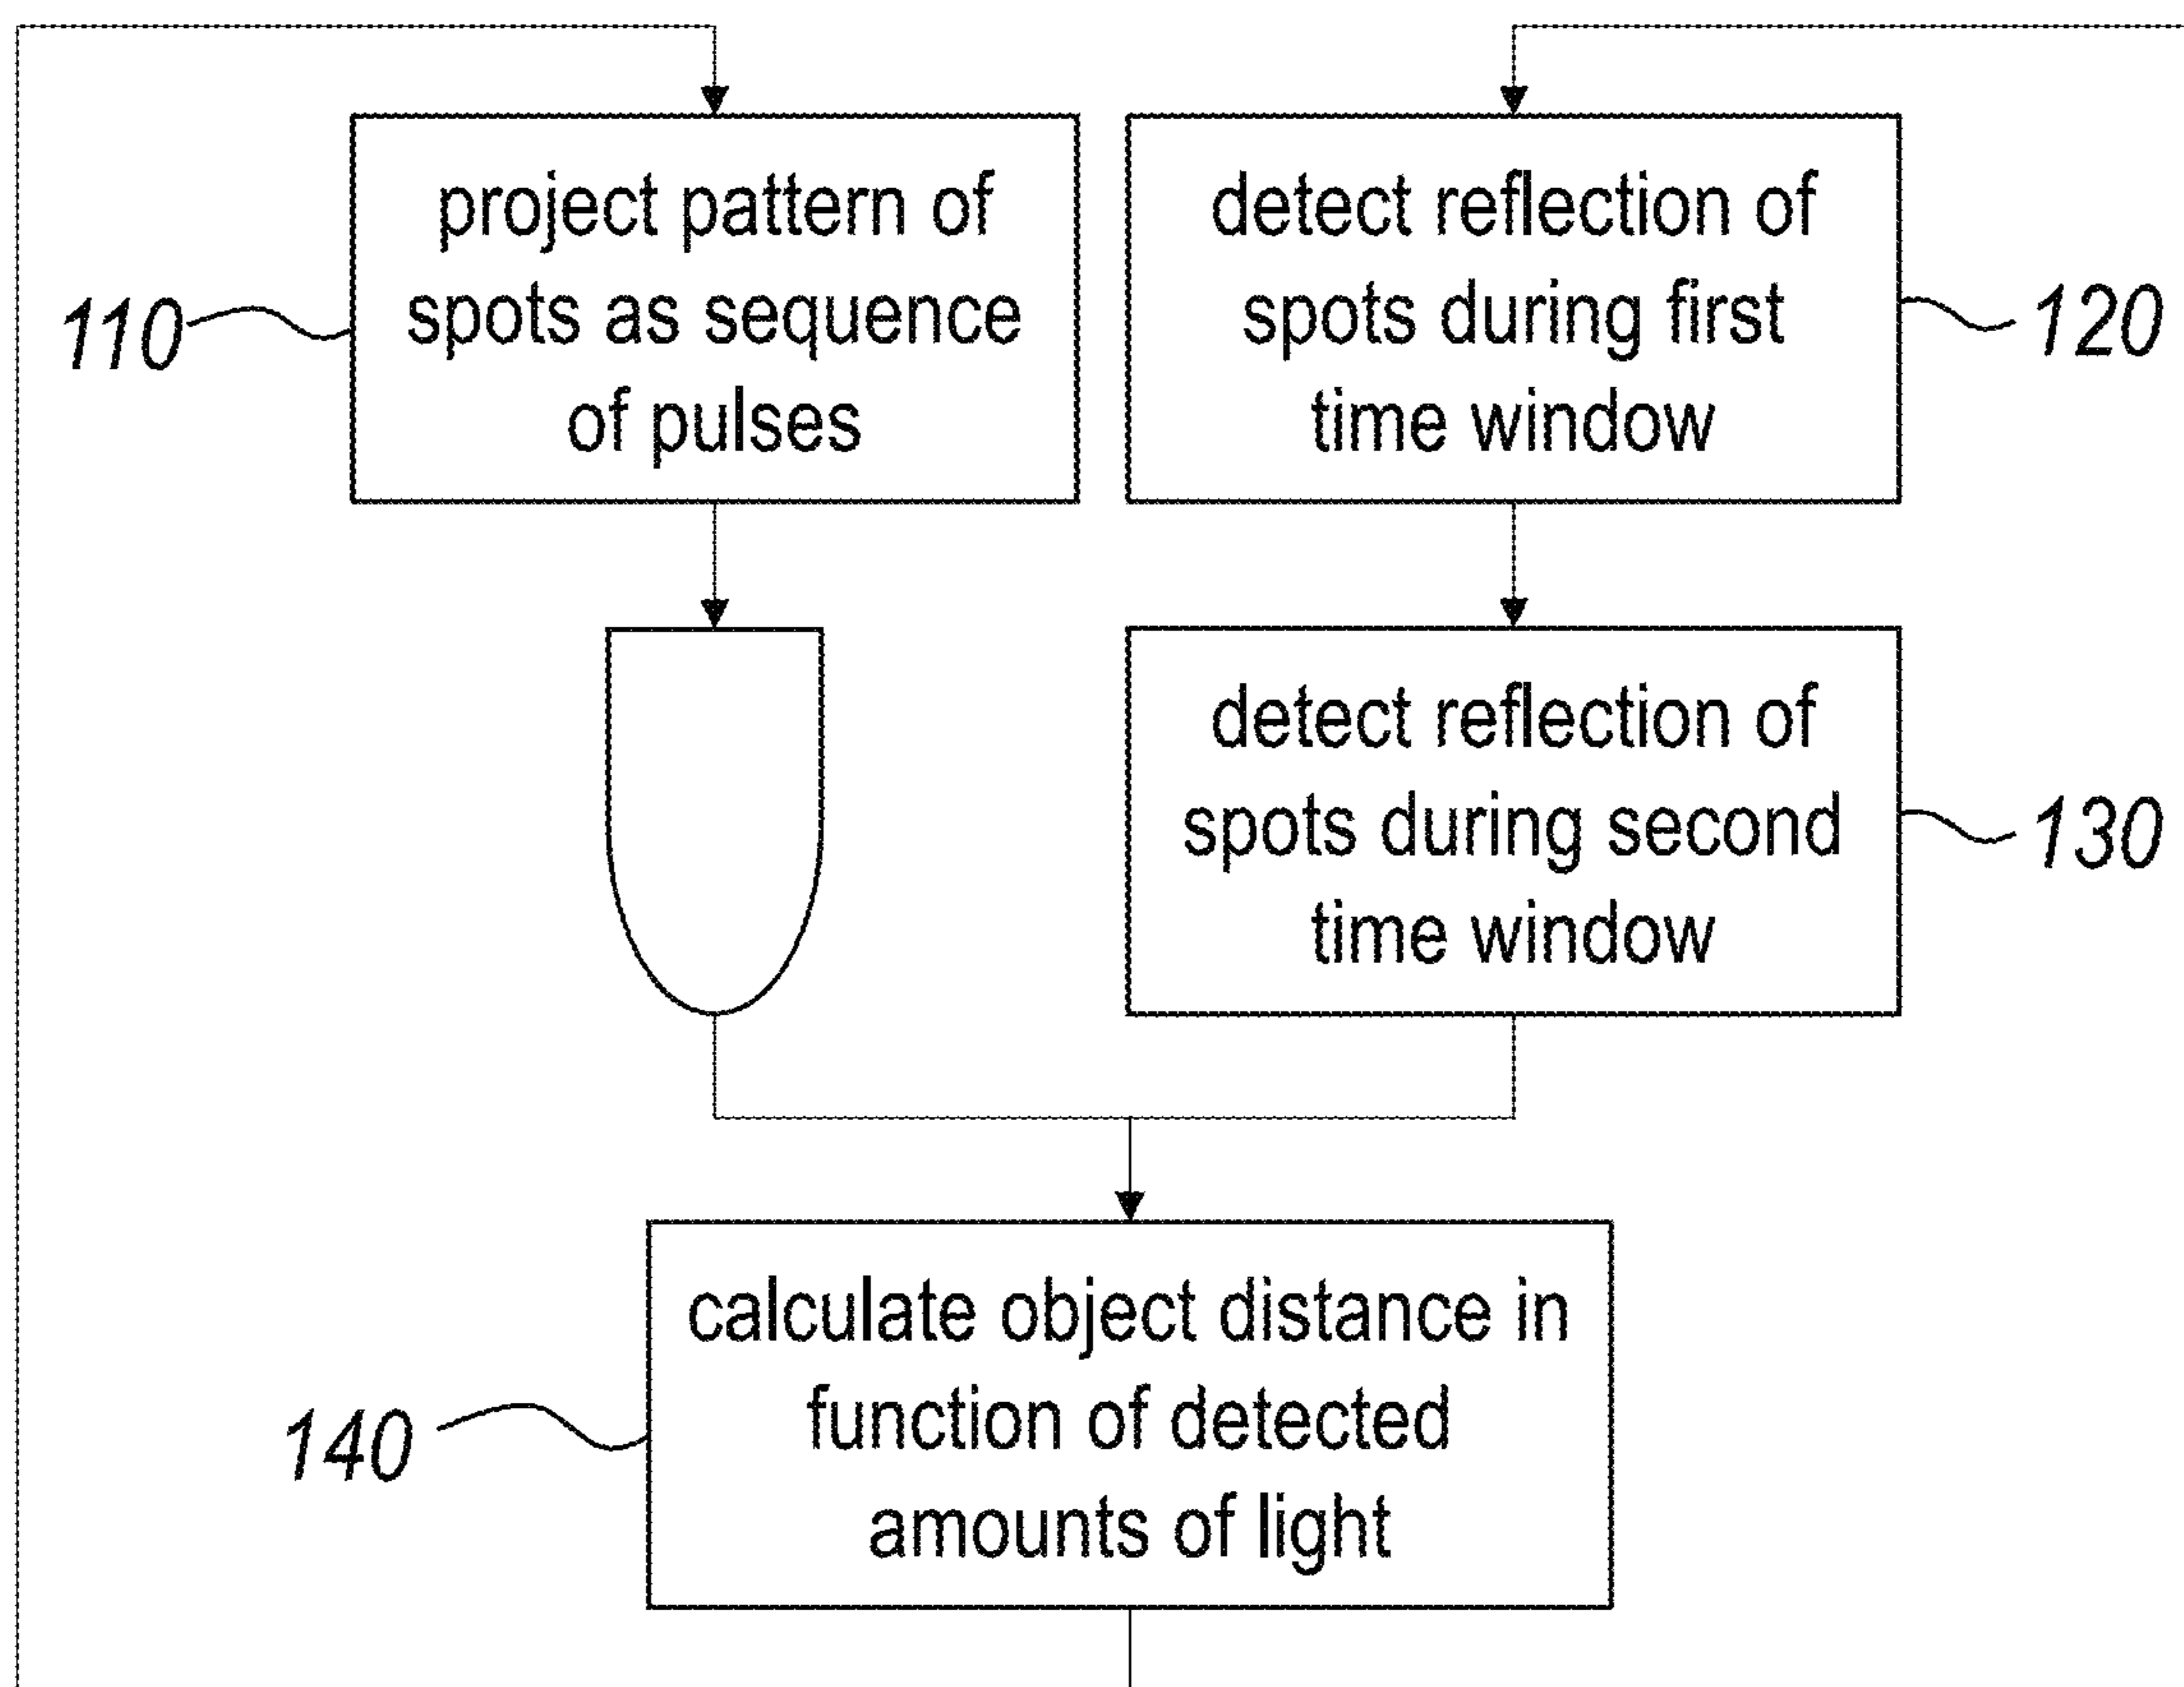 project pattern of
spots as sequence
of pulses
110
detect reflection of
spots during first
time window
120
detect reflection of
spots during second
time window
130
calculate object distance in
function of detected
amounts of light
140